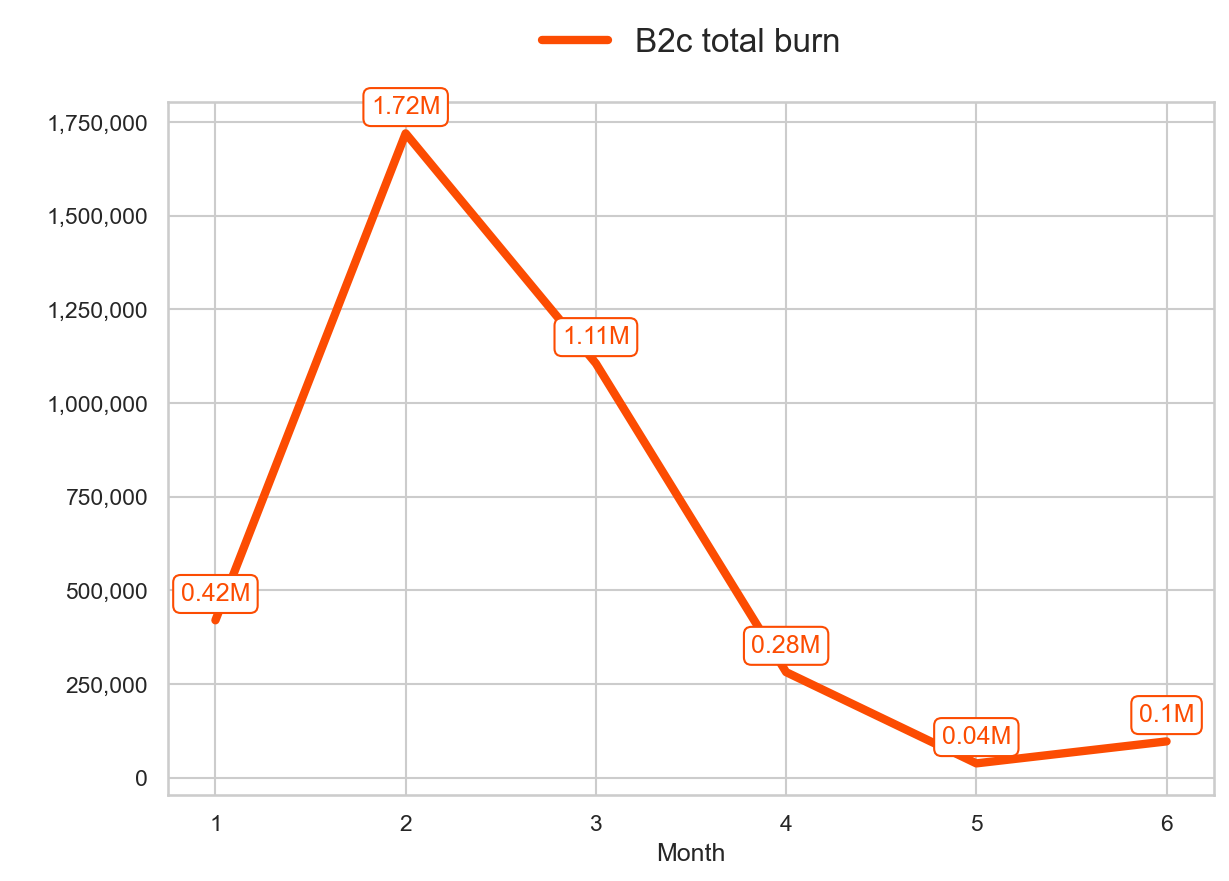 B2c total burn
1.72M
1,750,000
1,500,000
1,250,000
1.11M
1,000,000
750,000
0.42M
500,000
0.28M
250,000
0.1M
0.04M
0
1 2 3 4 5 6
Month